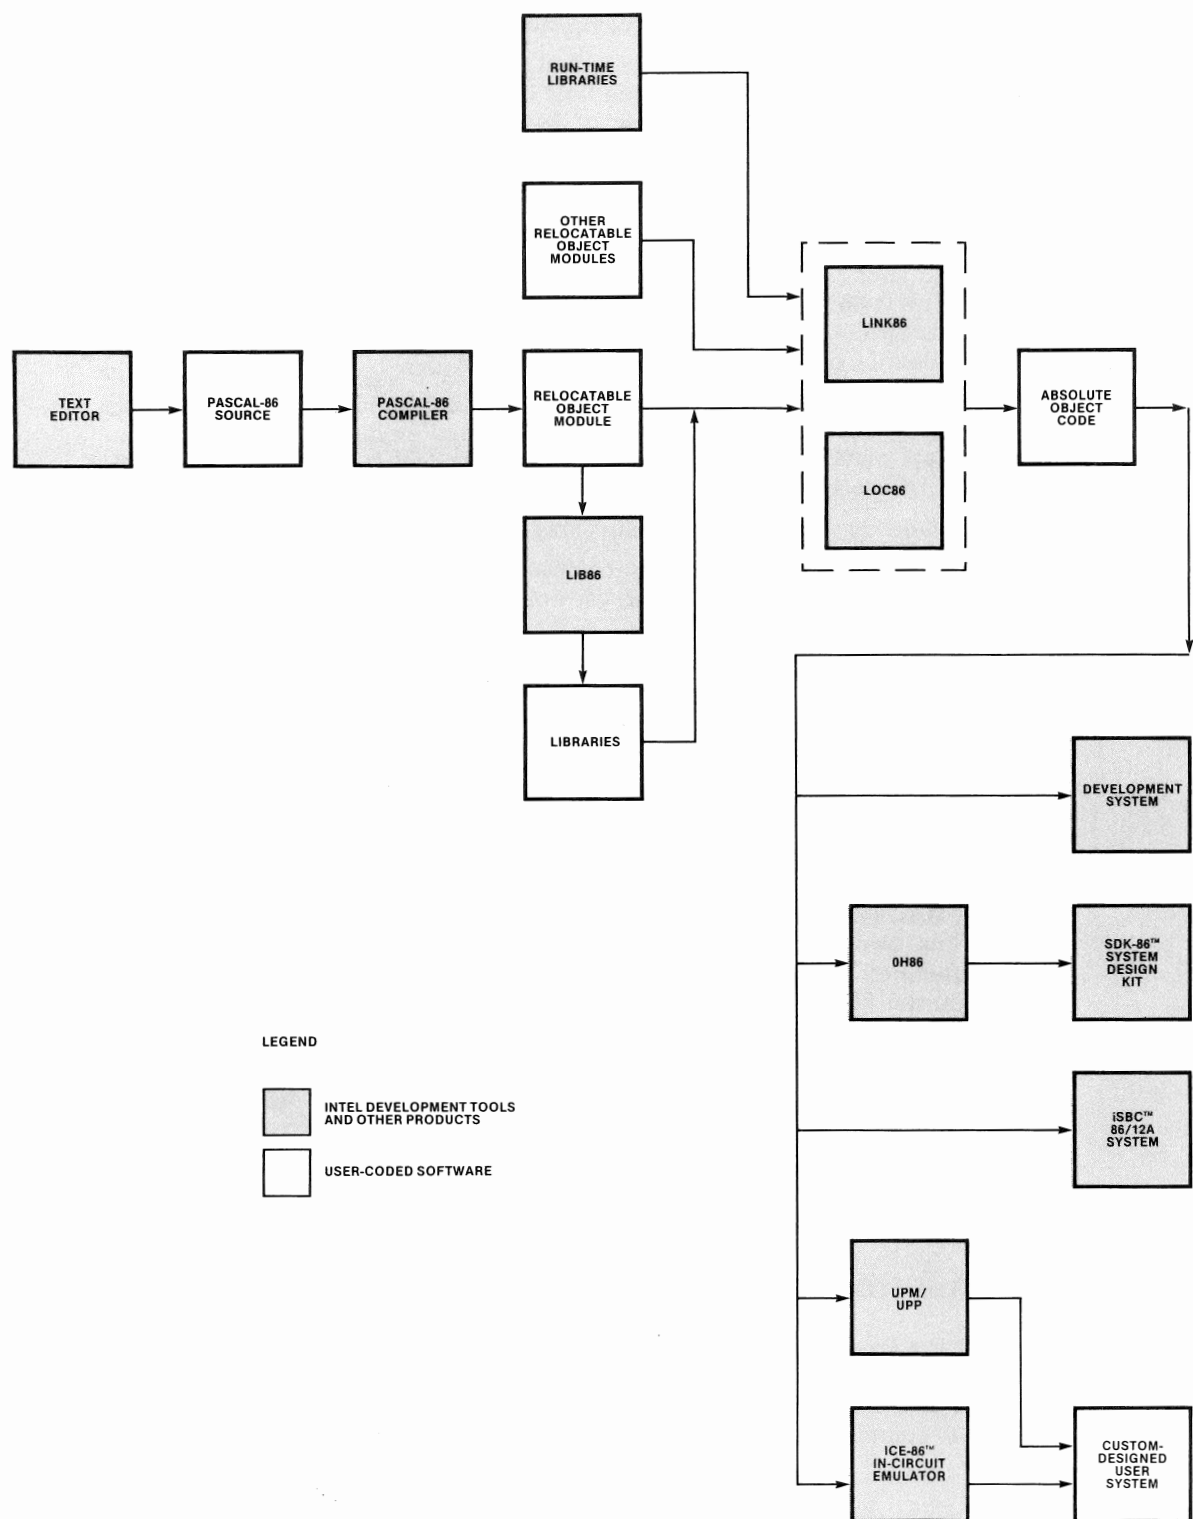 RUN-TIME
LIBRARIES
OTHER
RELOCATABLE
OBJECT
MODULES
LINK86
TEXT
EDITOR
PASCAL-86
SOURCE
PASCAL-86
COMPILER
RELOCATABLE
OBJECT
MODULE
ABSOLUTE
OBJECT
CODE
LOC86
LIB86
LIBRARIES
DEVELOPMENT
SYSTEM
0H86
SDK-86™
SYSTEM
DESIGN
KIT
LEGEND
INTEL DEVELOPMENT TOOLS
AND OTHER PRODUCTS
USER-CODED SOFTWARE
iSBC™
86/12A
SYSTEM
UPM/
UPP
ICE-86™
IN-CIRCUIT
EMULATOR
CUSTOM-
DESIGNED
USER
SYSTEM